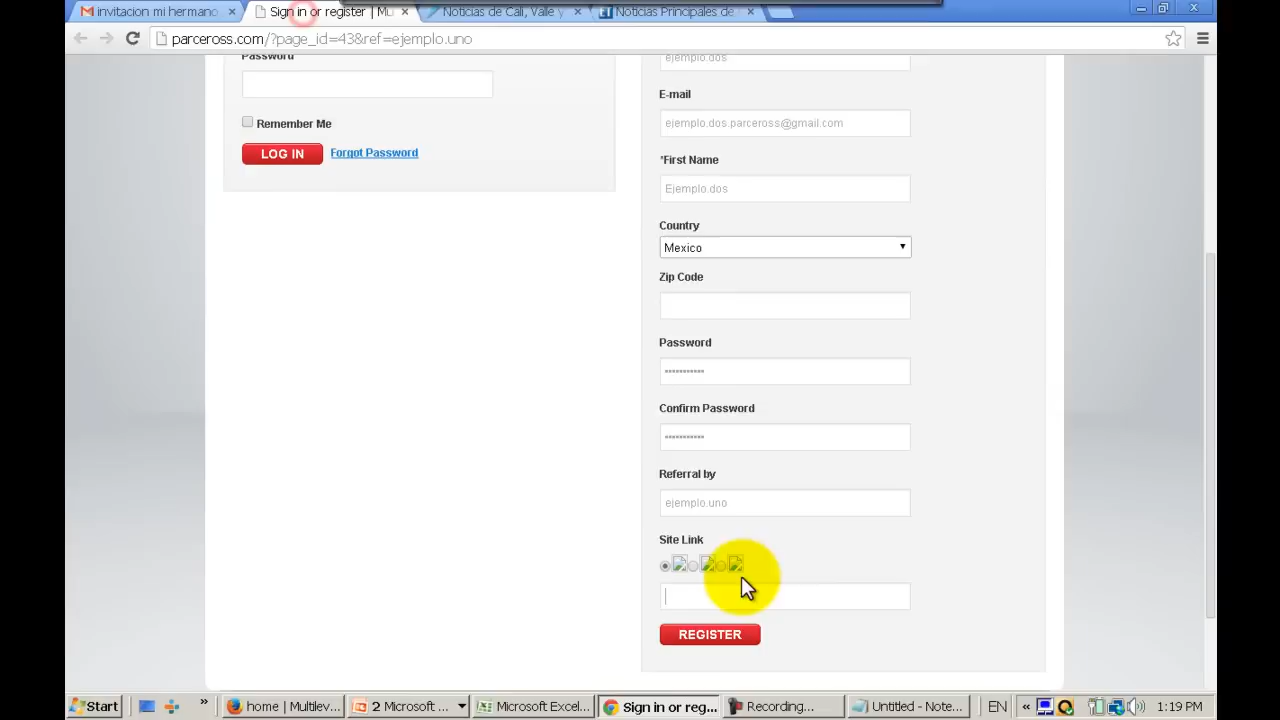 invitacion mi hermano
Sign in or register | Mu
Noticias de Cali, Valle y
Noticias Principales de
parceross.com/?page_id=43&ref=ejemplo.uno
Password
ejemplo.dos
E-mail
ejemplo.dos.parceross@gmail.com
Remember Me
LOG IN
Forgot Password
*First Name
Ejemplo.dos
Country
Mexico
Zip Code
Password
Confirm Password
Referral by
ejemplo.uno
Site Link
REGISTER
Start
»
home | Multilev...
2 Microsoft ...
Microsoft Exce...
Sign in or reg...
Recording...
Untitled - Note...
EN
«
1:19 PM